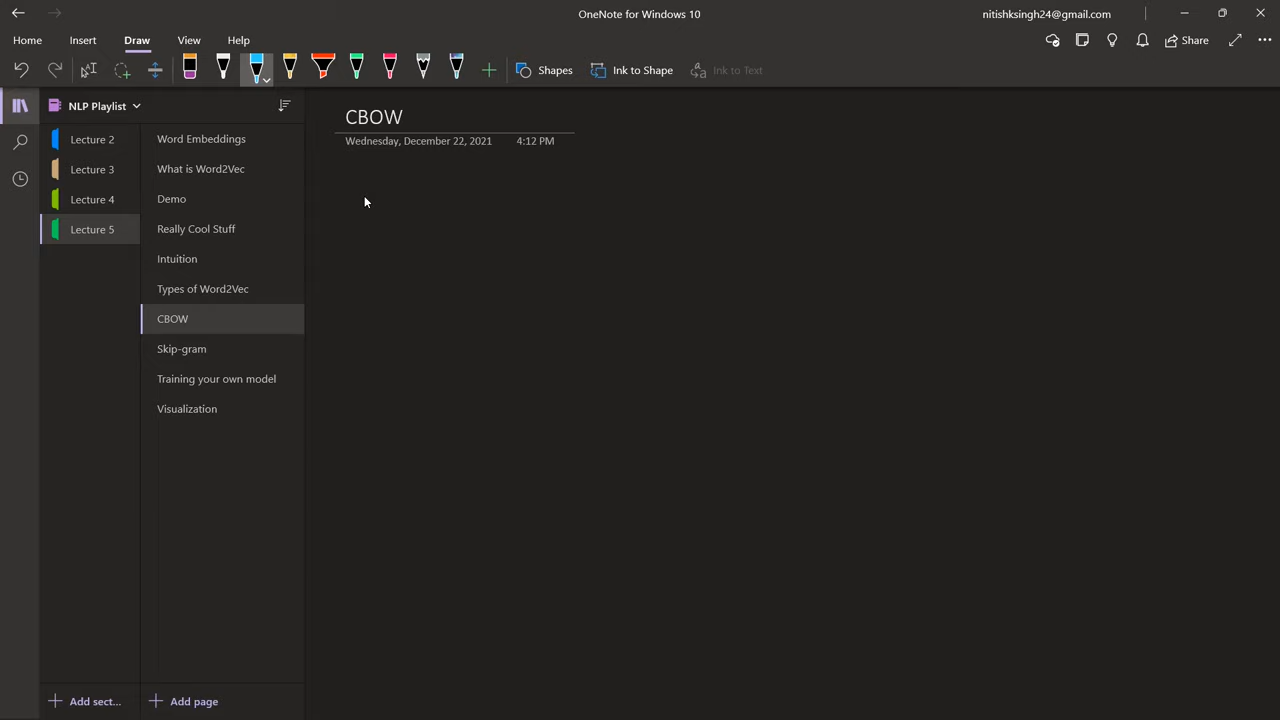 OneNote for Windows 10
nitishksingh24@gmail.com
Home
Insert
Draw
View
Help
Share
Shapes
Ink to Shape
Ink to Text
NLP Playlist
Lecture 2
Lecture 3
Lecture 4
Lecture 5
Word Embeddings
What is Word2Vec
Demo
Really Cool Stuff
Intuition
Types of Word2Vec
CBOW
Skip-gram
Training your own model
Visualization
CBOW
Wednesday, December 22, 2021 4:12 PM
Add sect...
Add page